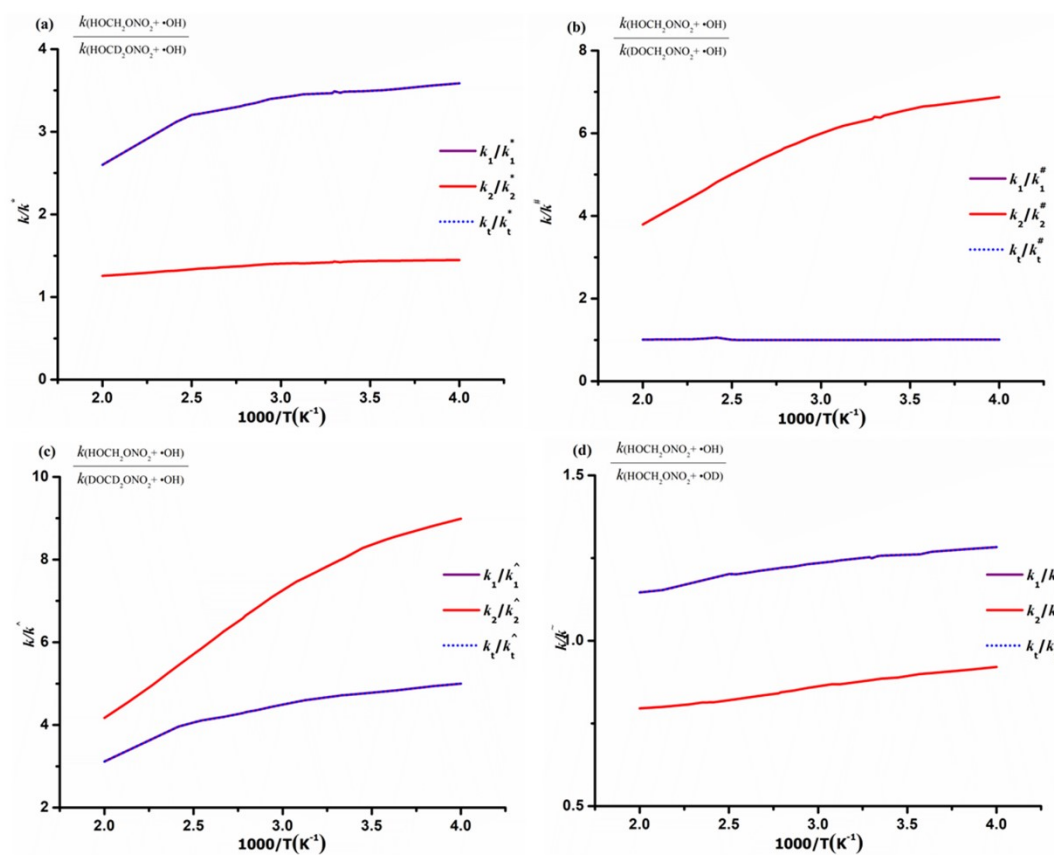 (a)
k(HOCH₂ONO₂+ •OH)
k(HOCD₂ONO₂+ •OH)
4
3
2
1
0
k/k*
k₁/k₁*
k₂/k₂*
kₜ/kₜ*
2.0 2.5 3.0 3.5 4.0
1000/T(K⁻¹)
(b)
k(HOCH₂ONO₂+ •OH)
k(DOCH₂ONO₂+ •OH)
8
6
4
2
0
k/k#
k₁/k₁#
k₂/k₂#
kₜ/kₜ#
2.0 2.5 3.0 3.5 4.0
1000/T(K⁻¹)
(c)
k(HOCH₂ONO₂+ •OH)
k(DOCD₂ONO₂+ •OH)
10
8
6
4
2
k/k^
k₁/k₁^
k₂/k₂^
kₜ/kₜ^
2.0 2.5 3.0 3.5 4.0
1000/T(K⁻¹)
(d)
k(HOCH₂ONO₂+ •OH)
k(HOCH₂ONO₂+ •OD)
1.5
1.0
0.5
k/k
k₁/k
k₂/k
kₜ/k
2.0 2.5 3.0 3.5 4.0
1000/T(K⁻¹)